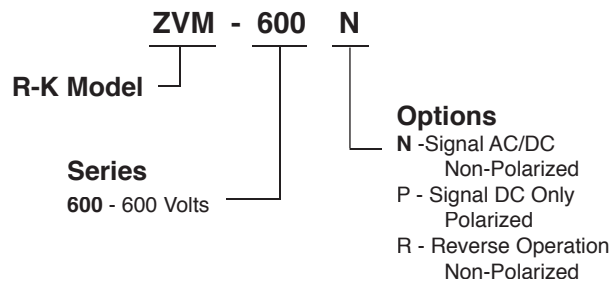 ZVM - 600 N
R-K Model
Options
N -Signal AC/DC
Non-Polarized
P - Signal DC Only
Polarized
R - Reverse Operation
Non-Polarized
Series
600 - 600 Volts